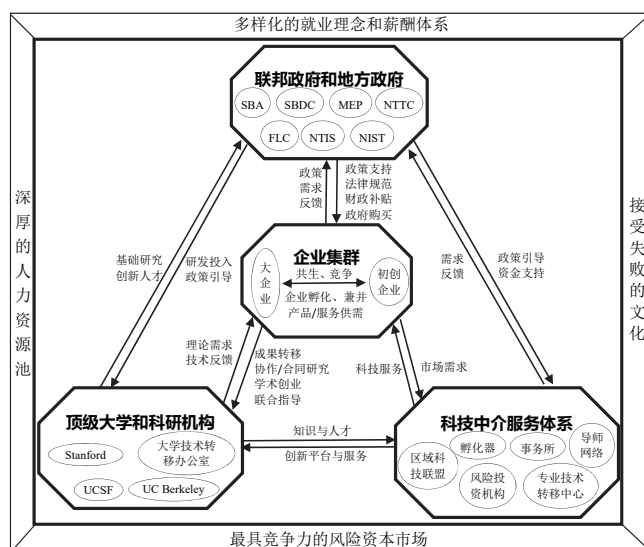 多样化的就业理念和薪酬体系
深厚的人力资源池
接受失败的文化
联邦政府和地方政府
SBA SBDC MEP NTTC
FLC NTIS NIST
政策
需求
反馈
政策支持
法律规范
财政补贴
政府购买
基础研究
创新人才
研发投入
政策引导
企业集群
大企业
共生、竞争
企业孵化、兼并
产品/服务供需
初创
企业
需求
反馈
政策引导
资金支持
理论需求
技术反馈
成果转移
协作/合同研究
学术创业
联合指导
科技服务
市场需求
顶级大学和科研机构
Stanford
大学技术转
移办公室
UCSF
UC Berkeley
知识与人才
创新平台与服务
科技中介服务体系
区域科
技联盟
孵化器
事务所
导师
网络
风险投
资机构
专业技术
转移中心
最具竞争力的风险资本市场